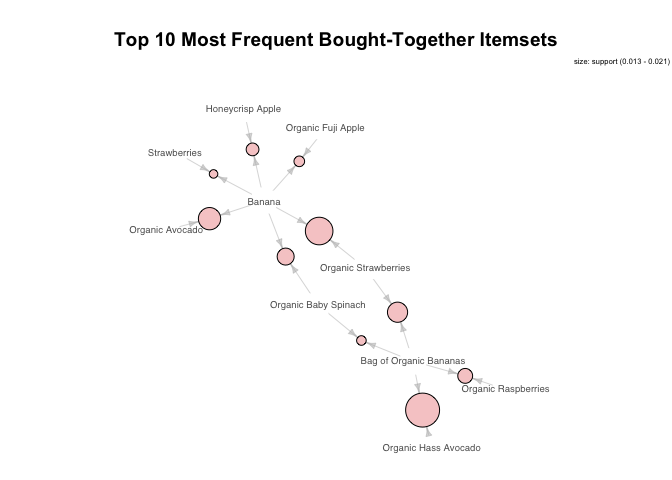 Top 10 Most Frequent Bought-Together Itemsets
size: support (0.013 - 0.021)
Honeycrisp Apple
Organic Fuji Apple
Strawberries
Banana
Organic Avocado
Organic Strawberries
Organic Baby Spinach
Bag of Organic Bananas
Organic Raspberries
Organic Hass Avocado